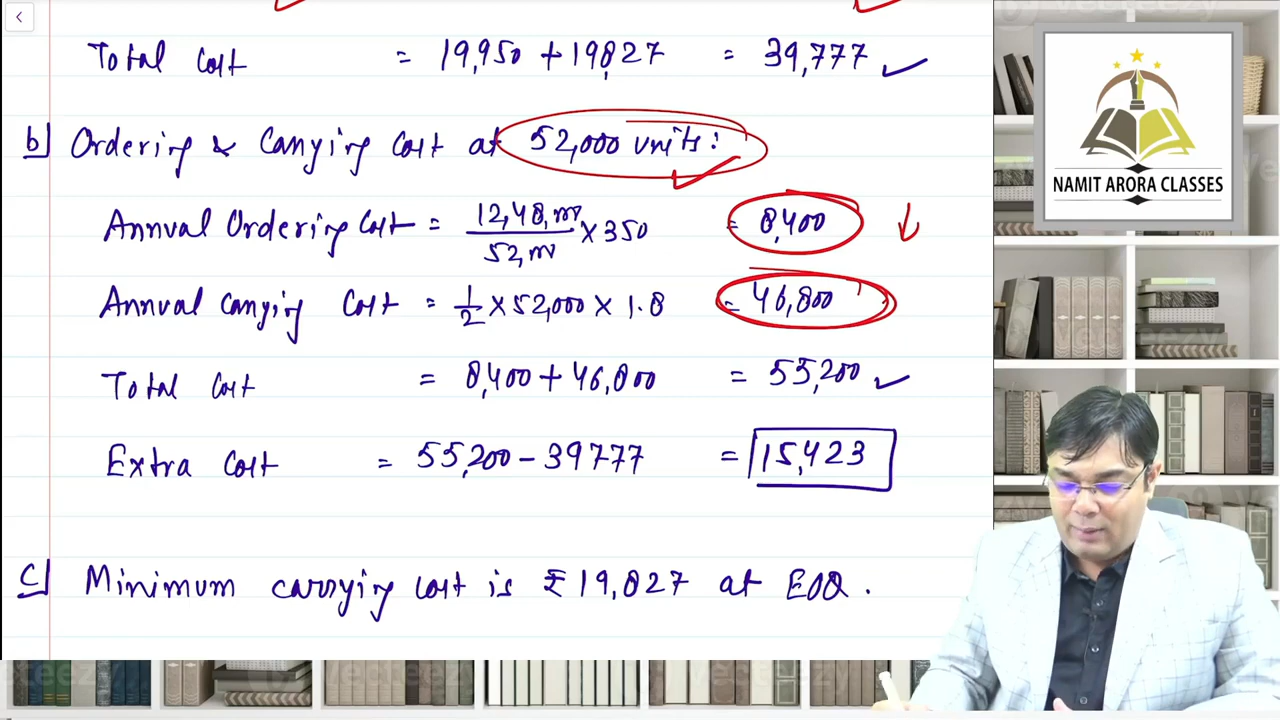 Total Cost = 19,950 + 19,827 = 39,777 ✓
b] Ordering & Carrying Cost at 52,000 units:
Annual Ordering Cost = 12,48,000/52,000 × 350 = 8,400 ↓
Annual Carrying Cost = 1/2 × 52,000 × 1.8 = 46,800
Total Cost = 8,400 + 46,800 = 55,200 ✓
Extra Cost = 55,200 – 39777 = 15,423
c] Minimum carrying cost is ₹19,827 at EOQ.
NAMIT ARORA CLASSES